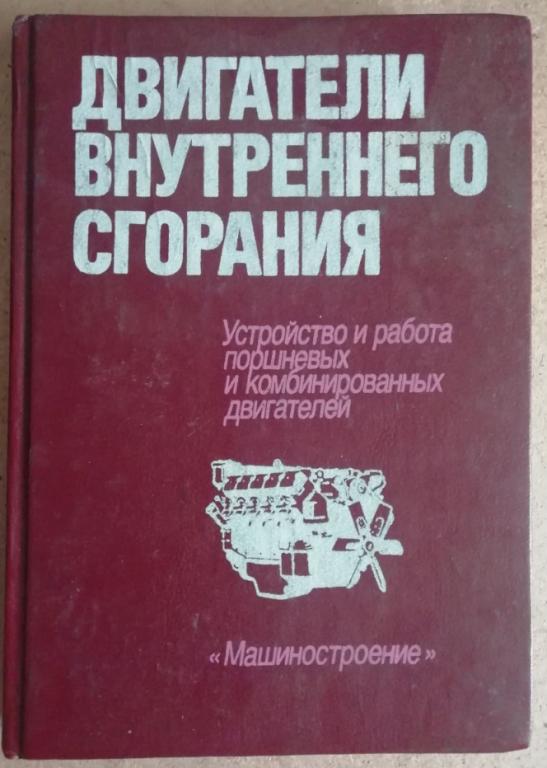 ДВИГАТЕЛИ
ВНУТРЕННЕГО
СГОРАНИЯ
Устройство и работа
поршневых
и комбинированных
двигателей
«Машиностроение»